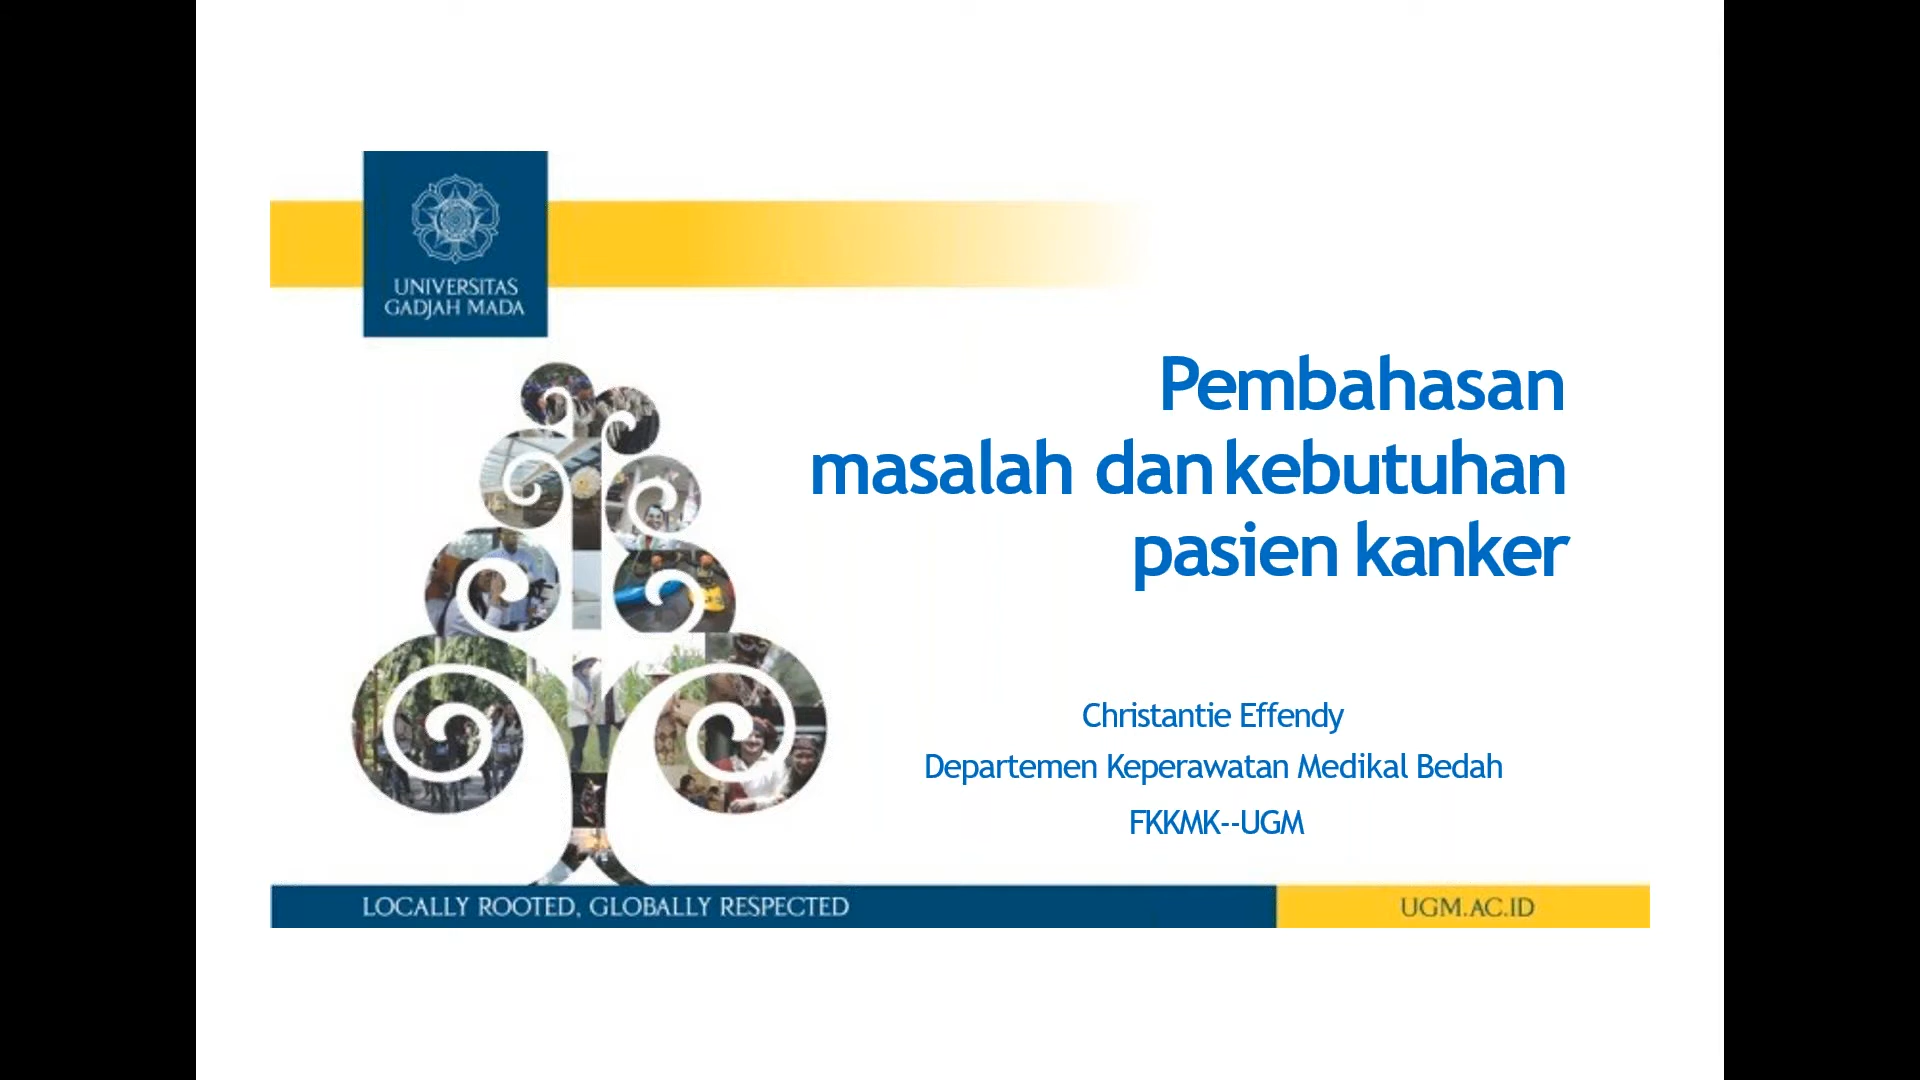 UNIVERSITAS
GADJAH MADA
Pembahasan
masalah dan kebutuhan
pasien kanker
Christantie Effendy
Departemen Keperawatan Medikal Bedah
FKKMK--UGM
LOCALLY ROOTED, GLOBALLY RESPECTED
UGM.AC.ID